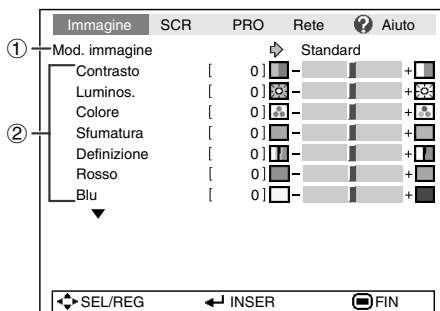 Immagine SCR PRO Rete ? Aiuto
① Mod. immagine Standard
② Contrasto [ 0 ] – +
Luminos. [ 0 ] – +
Colore [ 0 ] – +
Sfumatura [ 0 ] – +
Definizione [ 0 ] – +
Rosso [ 0 ] – +
Blu [ 0 ] – +
SEL/REG INSER FIN